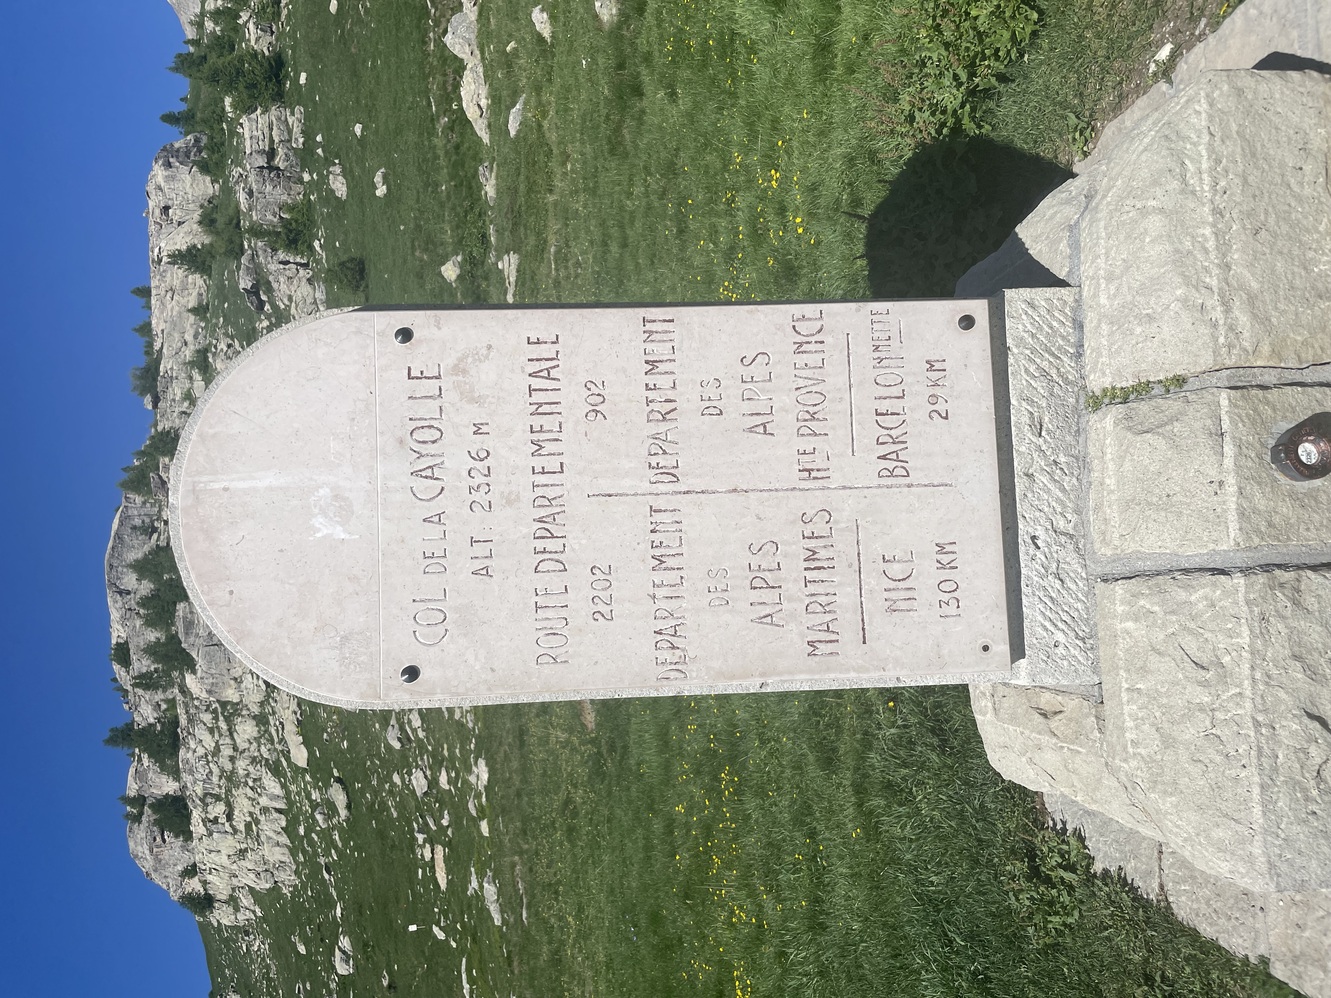 COL DE LA CAYOLLE
ALT: 2326 M
ROUTE DEPARTEMENTALE
2202 902
DEPARTEMENT DEPARTEMENT
DES DES
ALPES ALPES
MARITIMES HTE PROVENCE
NICE BARCELONNETTE
130 KM 29 KM